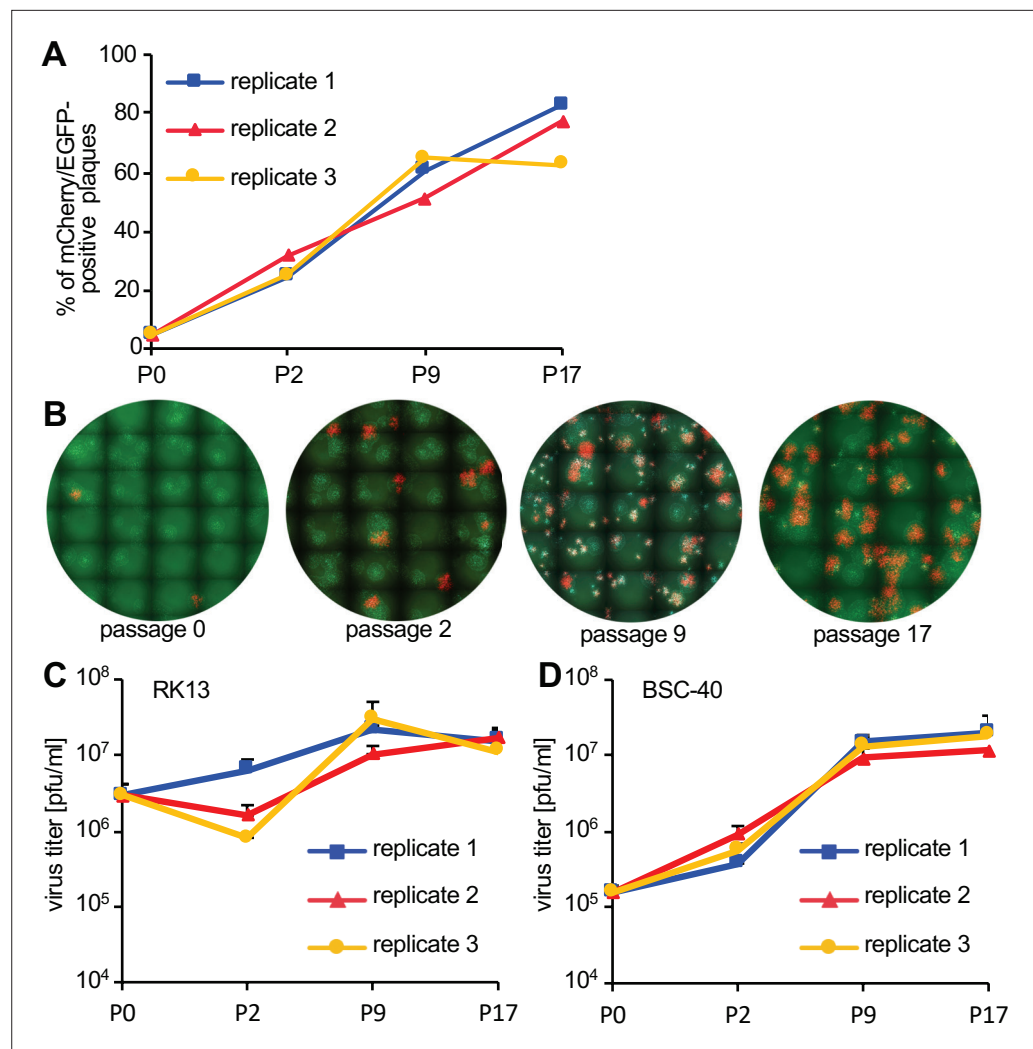 A
100
80
60
40
20
0
% of mCherry/EGFP-
positive plaques
replicate 1
replicate 2
replicate 3
P0 P2 P9 P17
B
passage 0 passage 2 passage 9 passage 17
C
RK13
virus titer [pfu/ml]
10⁸
10⁷
10⁶
10⁵
10⁴
replicate 1
replicate 2
replicate 3
P0 P2 P9 P17
D
BSC-40
virus titer [pfu/ml]
10⁸
10⁷
10⁶
10⁵
10⁴
replicate 1
replicate 2
replicate 3
P0 P2 P9 P17